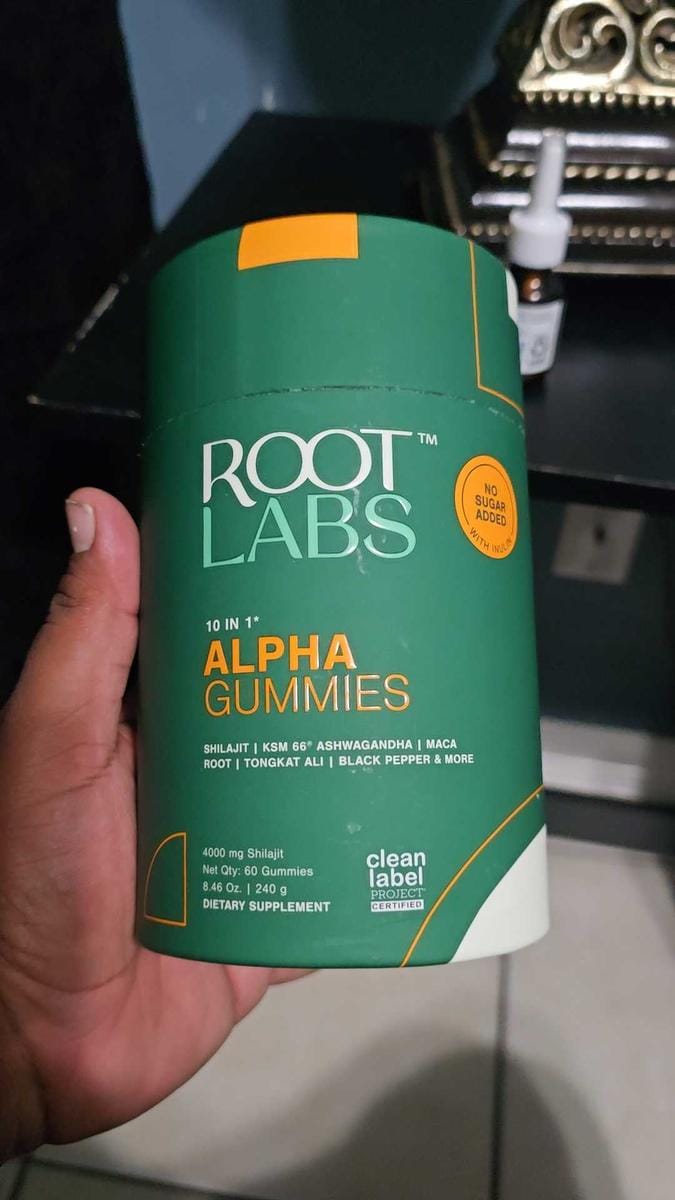 ROOT™
LABS
NO
SUGAR
ADDED
WITH INULIN
10 IN 1*
ALPHA
GUMMIES
SHILAJIT | KSM 66® ASHWAGANDHA | MACA
ROOT | TONGKAT ALI | BLACK PEPPER & MORE
4000 mg Shilajit
Net Qty: 60 Gummies
8.46 Oz. | 240 g
DIETARY SUPPLEMENT
clean
label
PROJECT
CERTIFIED